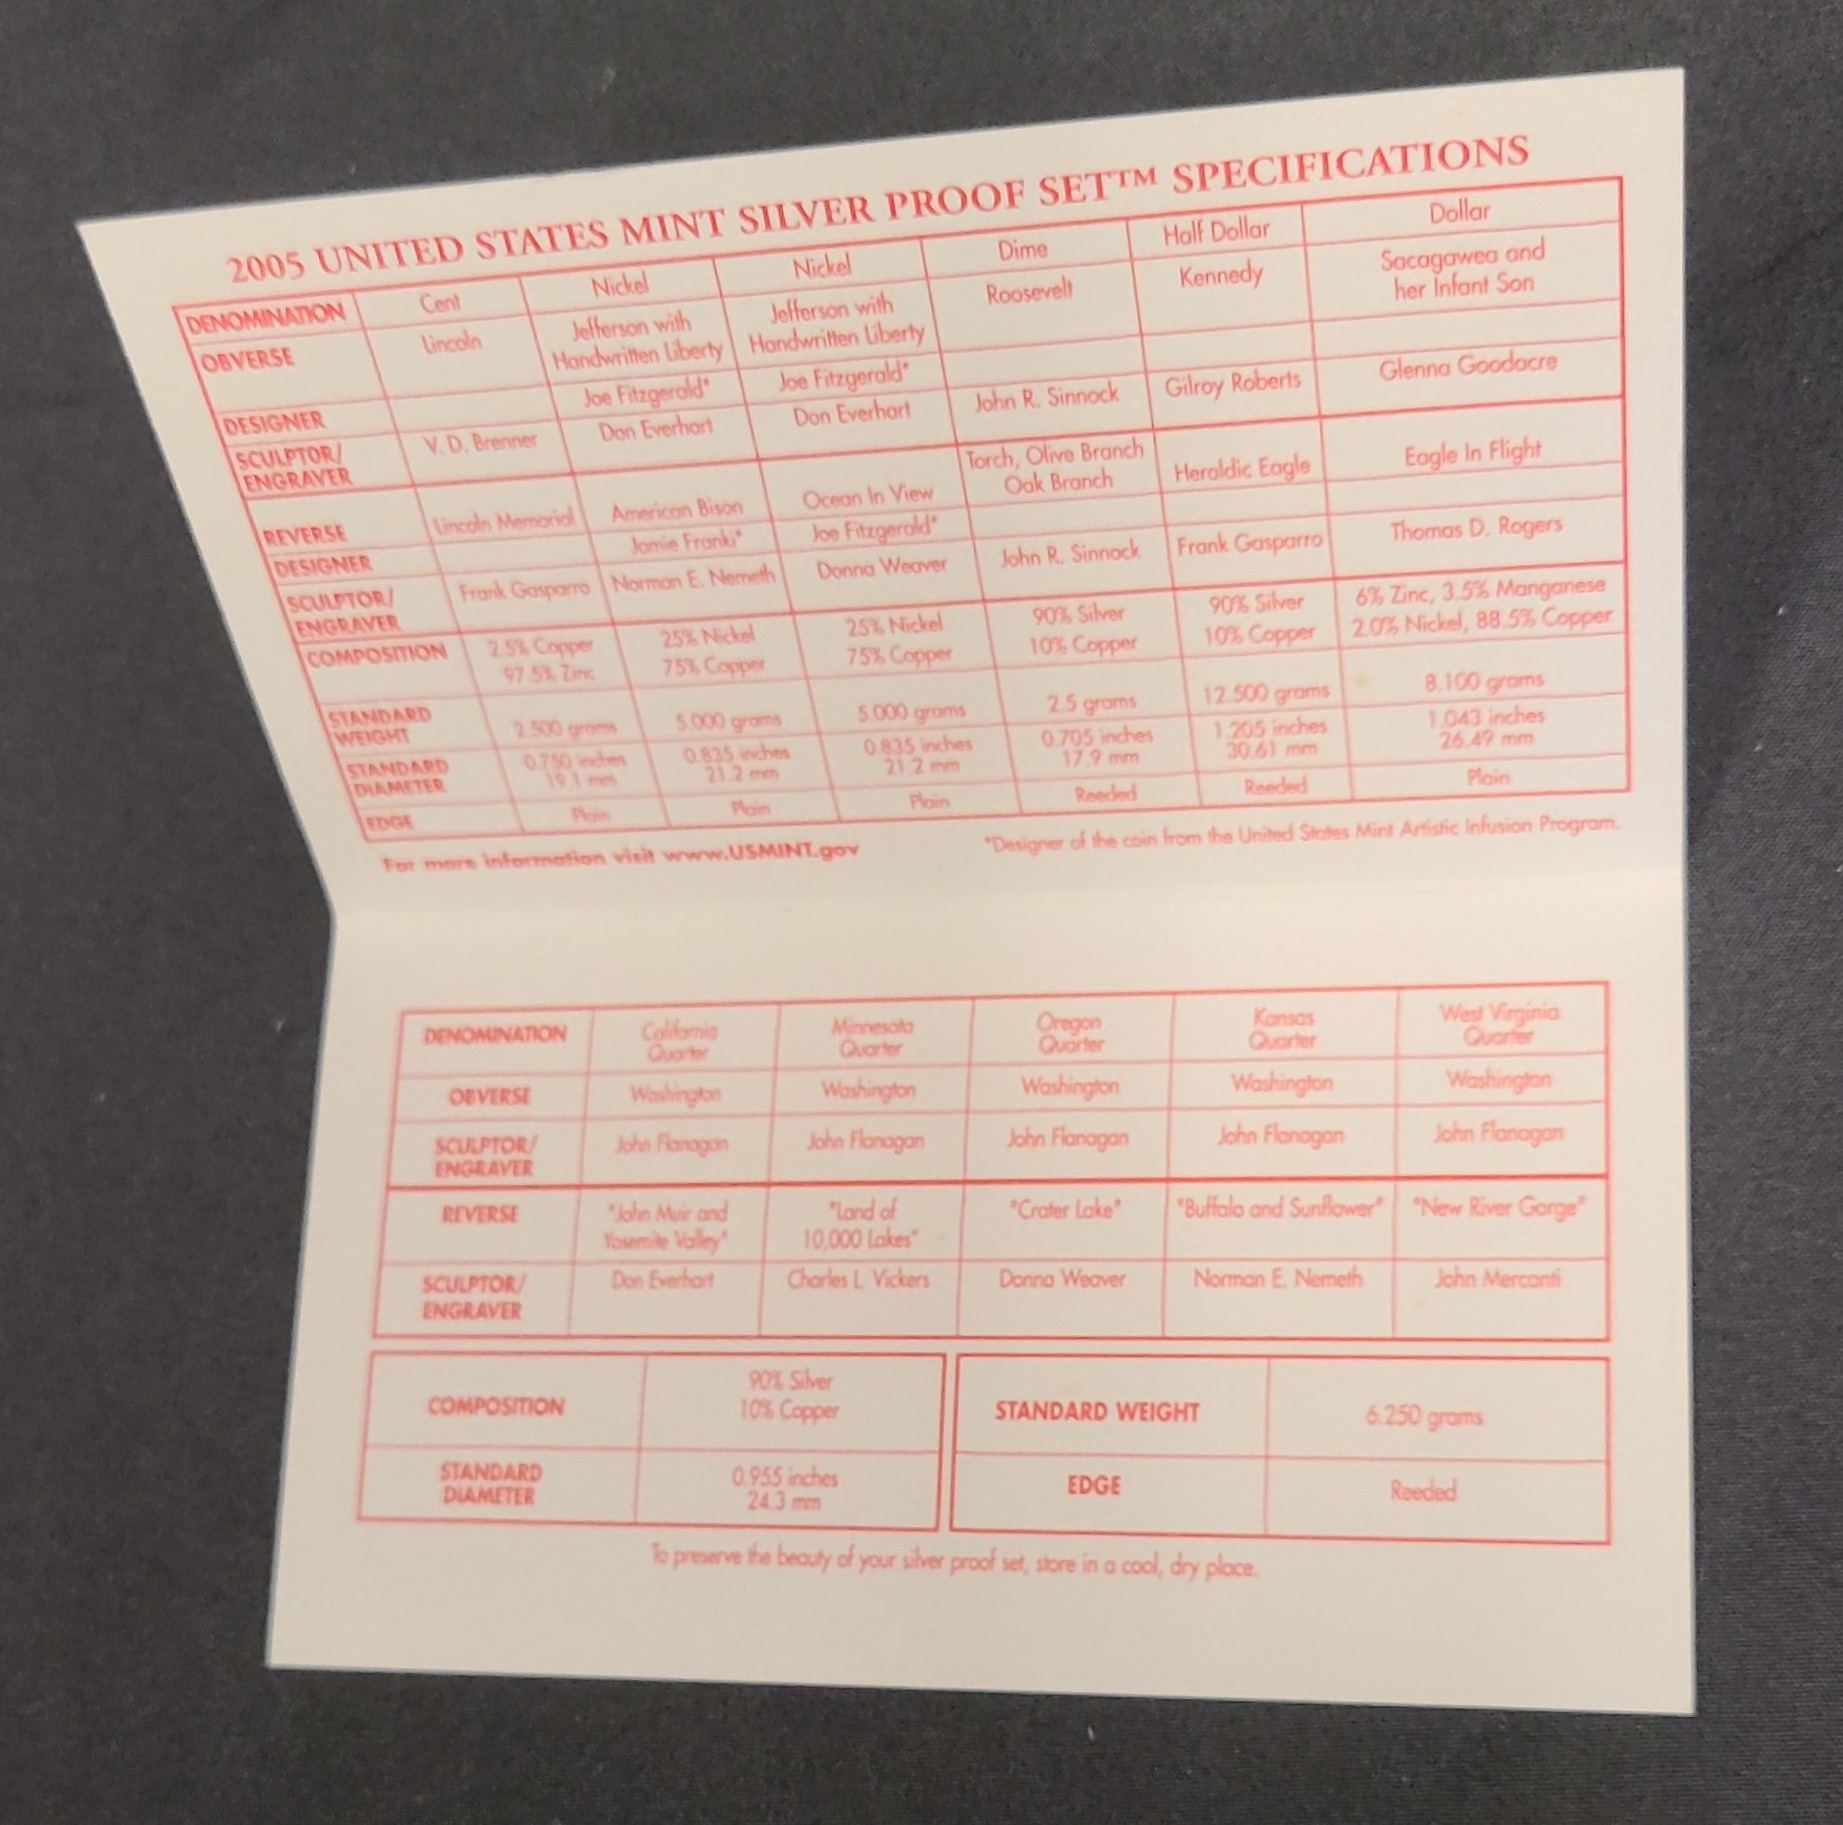 2005 UNITED STATES MINT SILVER PROOF SET™ SPECIFICATIONS
DENOMINATION Cent Nickel Nickel Dime Half Dollar Dollar
OBVERSE Lincoln Jefferson with Jefferson with Roosevelt Kennedy Sacagawea and
Handwritten Liberty Handwritten Liberty her Infant Son
DESIGNER Joe Fitzgerald* Joe Fitzgerald*
SCULPTOR/ V. D. Brenner Don Everhart Don Everhart John R. Sinnock Gilroy Roberts Glenna Goodacre
ENGRAVER
REVERSE Lincoln Memorial American Bison Ocean In View Torch, Olive Branch Heraldic Eagle Eagle In Flight
Oak Branch
DESIGNER Jamie Franki* Joe Fitzgerald*
SCULPTOR/ Frank Gasparro Norman E. Nemeth Donna Weaver John R. Sinnock Frank Gasparro Thomas D. Rogers
ENGRAVER
COMPOSITION 2.5% Copper 25% Nickel 25% Nickel 90% Silver 90% Silver 6% Zinc, 3.5% Manganese
97.5% Zinc 75% Copper 75% Copper 10% Copper 10% Copper 2.0% Nickel, 88.5% Copper
STANDARD 2.500 grams 5.000 grams 5.000 grams 2.5 grams 12.500 grams 8.100 grams
WEIGHT
STANDARD 0.750 inches 0.835 inches 0.835 inches 0.705 inches 1.205 inches 1.043 inches
DIAMETER 19.1 mm 21.2 mm 21.2 mm 17.9 mm 30.61 mm 26.49 mm
EDGE Plain Plain Plain Reeded Reeded Plain
For more information visit www.USMINT.gov *Designer of the coin from the United States Mint Artistic Infusion Program.
DENOMINATION California Minnesota Oregon Kansas West Virginia
Quarter Quarter Quarter Quarter Quarter
OBVERSE Washington Washington Washington Washington Washington
SCULPTOR/ John Flanagan John Flanagan John Flanagan John Flanagan John Flanagan
ENGRAVER
REVERSE "John Muir and "Land of "Crater Lake" "Buffalo and Sunflower" "New River Gorge"
Yosemite Valley" 10,000 Lakes"
SCULPTOR/ Don Everhart Charles L. Vickers Donna Weaver Norman E. Nemeth John Mercanti
ENGRAVER
COMPOSITION 90% Silver STANDARD WEIGHT 6.250 grams
10% Copper
STANDARD 0.955 inches EDGE Reeded
DIAMETER 24.3 mm
To preserve the beauty of your silver proof set, store in a cool, dry place.